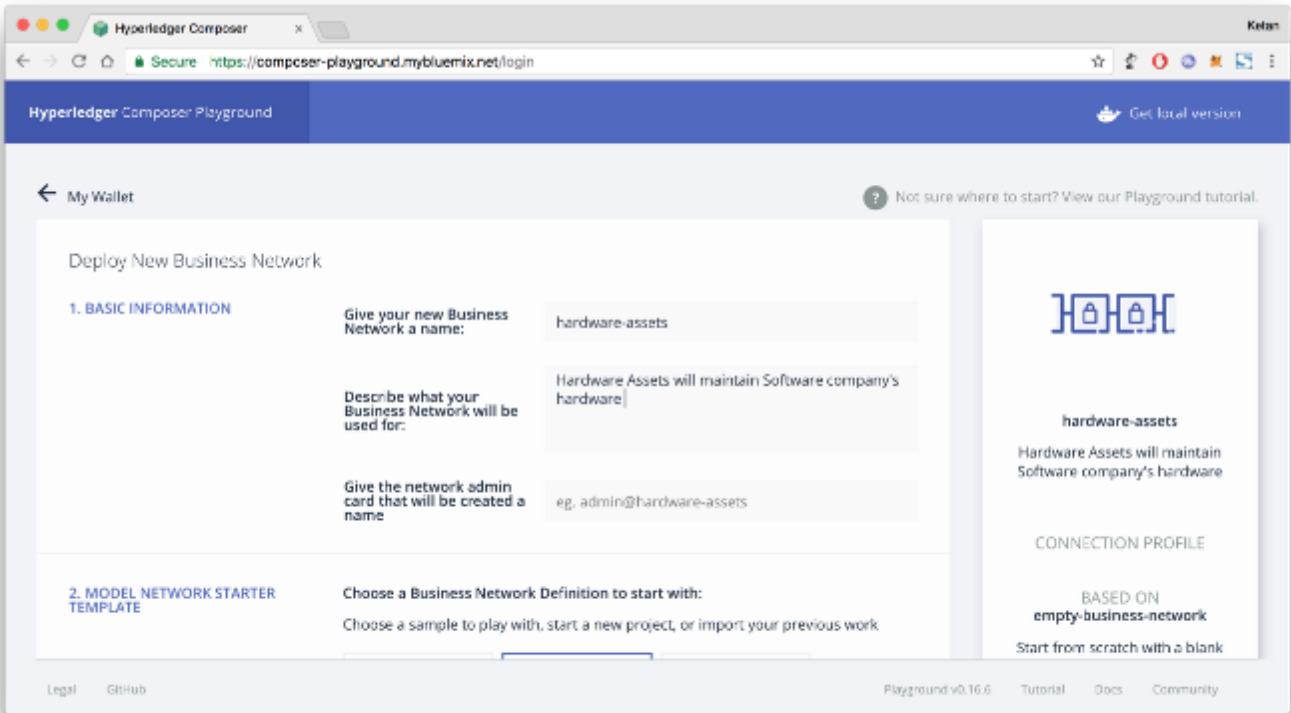 Hyperledger Composer
Ketan
Secure https://composer-playground.mybluemix.net/login
Hyperledger Composer Playground
Get local version
My Wallet
? Not sure where to start? View our Playground tutorial.
Deploy New Business Network
1. BASIC INFORMATION
Give your new Business
Network a name:
hardware-assets
Describe what your
Business Network will be
used for:
Hardware Assets will maintain Software company's
hardware
Give the network admin
card that will be created a
name
eg. admin@hardware-assets
2. MODEL NETWORK STARTER
TEMPLATE
Choose a Business Network Definition to start with:
Choose a sample to play with, start a new project, or import your previous work
hardware-assets
Hardware Assets will maintain
Software company's hardware
CONNECTION PROFILE
BASED ON
empty-business-network
Start from scratch with a blank
Legal GitHub
Playground v0.16.6 Tutorial Docs Community